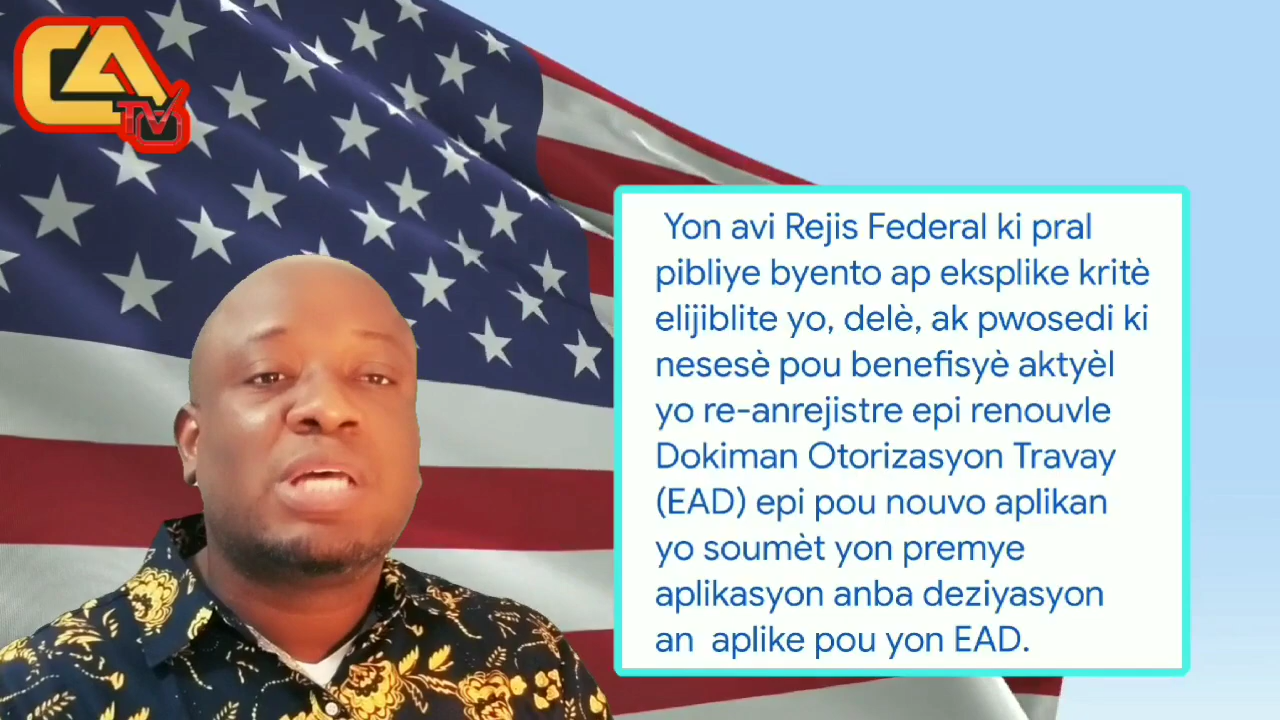 CA
TV
Yon avi Rejis Federal ki pral
pibliye byento ap eksplike kritè
elijiblite yo, delè, ak pwosedi ki
nesesè pou benefisyè aktyèl
yo re-anrejistre epi renouvle
Dokiman Otorizasyon Travay
(EAD) epi pou nouvo aplikan
yo soumèt yon premye
aplikasyon anba deziyasyon
an  aplike pou yon EAD.